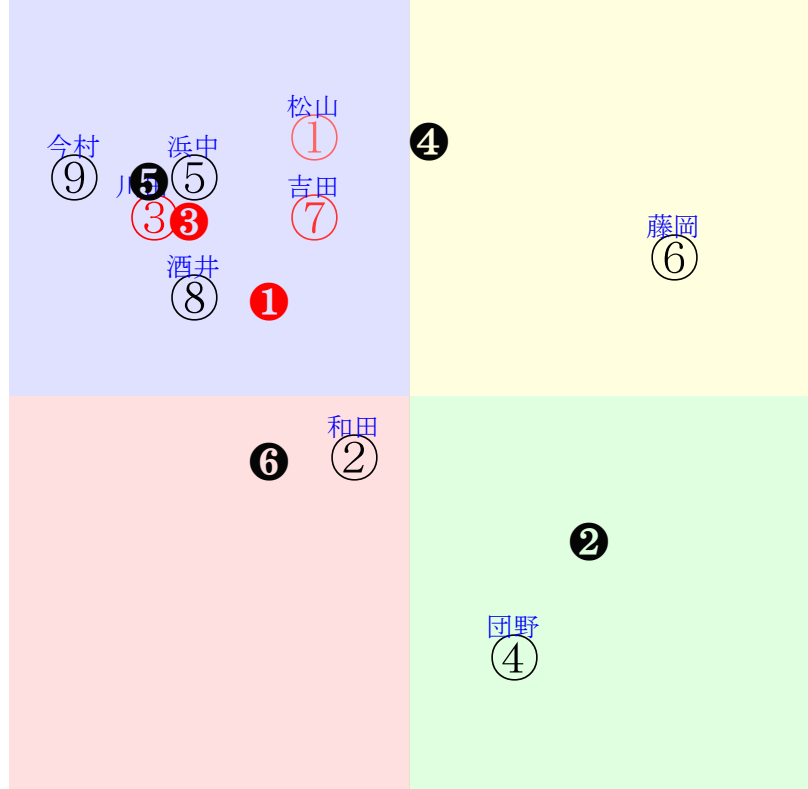 松山
①
❹
今村
⑨
浜中
⑤
❺
③
❸
吉田
⑦
藤岡
⑥
酒井
⑧
❶
和田
②
❻
❷
団野
④